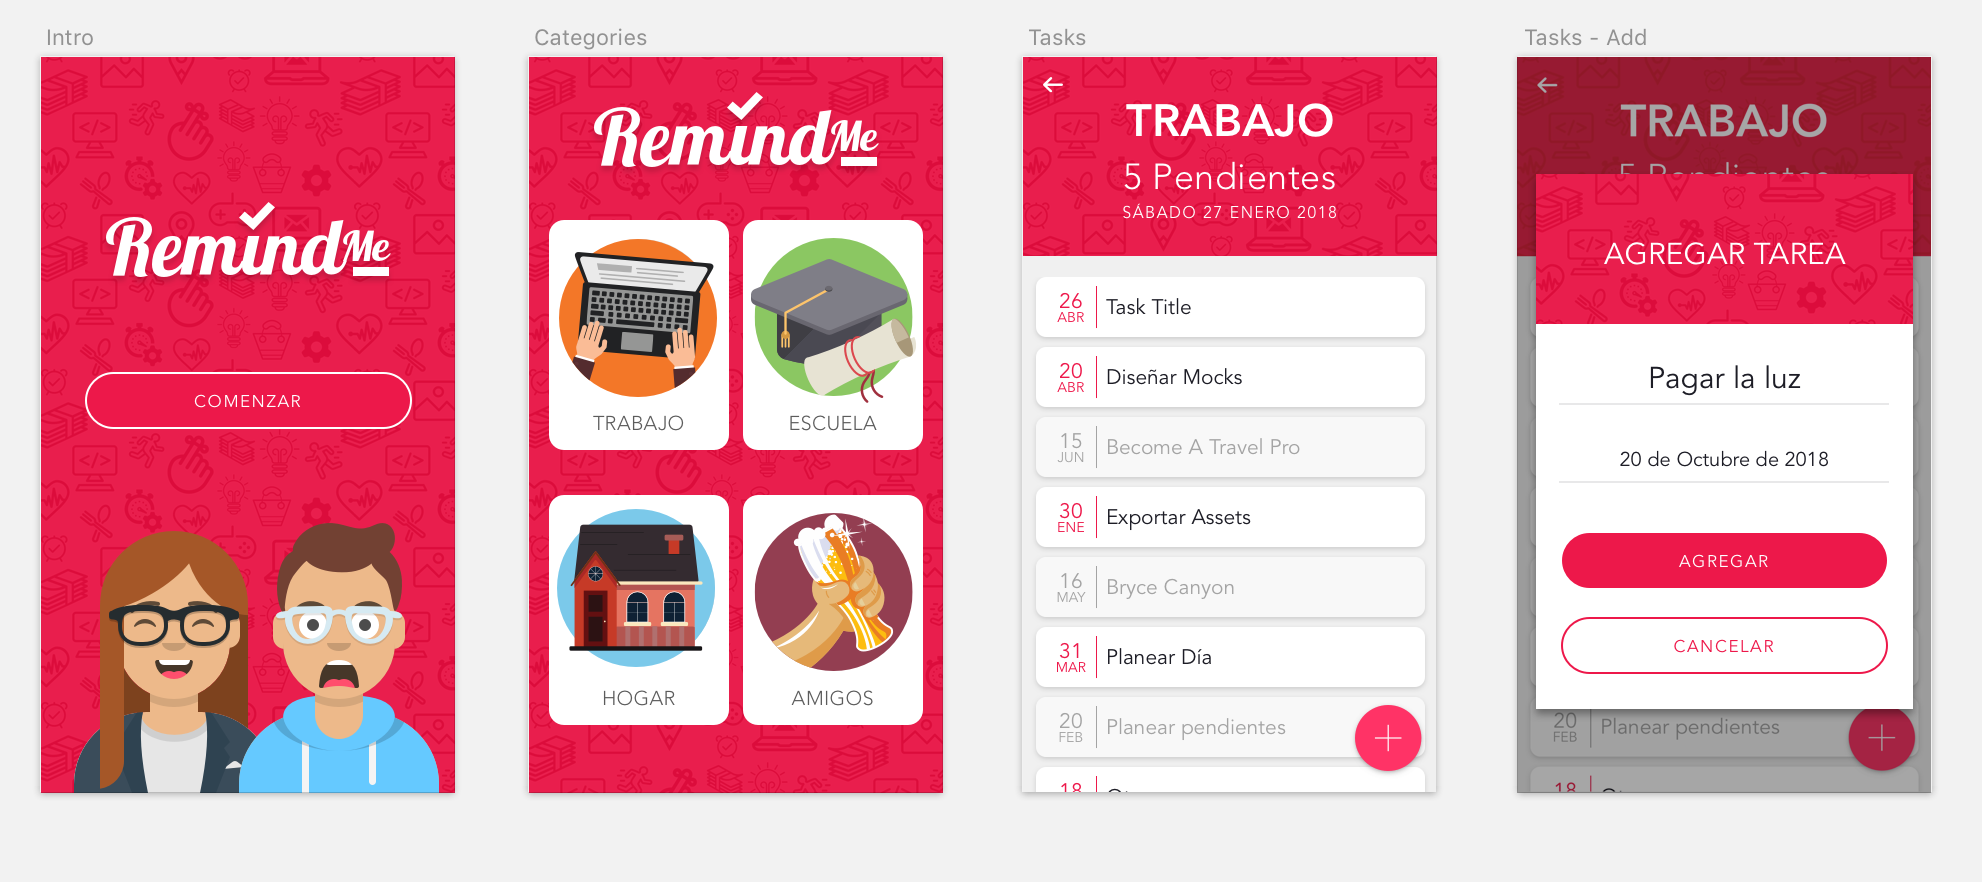 Intro
RemindMe
COMENZAR
Categories
RemindMe
TRABAJO
ESCUELA
HOGAR
AMIGOS
Tasks
TRABAJO
5 Pendientes
SÁBADO 27 ENERO 2018
26
ABR
Task Title
20
ABR
Diseñar Mocks
15
JUN
Become A Travel Pro
30
ENE
Exportar Assets
16
MAY
Bryce Canyon
31
MAR
Planear Día
20
FEB
Planear pendientes
18
Tasks - Add
TRABAJO
5 Pendientes
AGREGAR TAREA
Pagar la luz
20 de Octubre de 2018
AGREGAR
CANCELAR
20
FEB
Planear pendientes
18